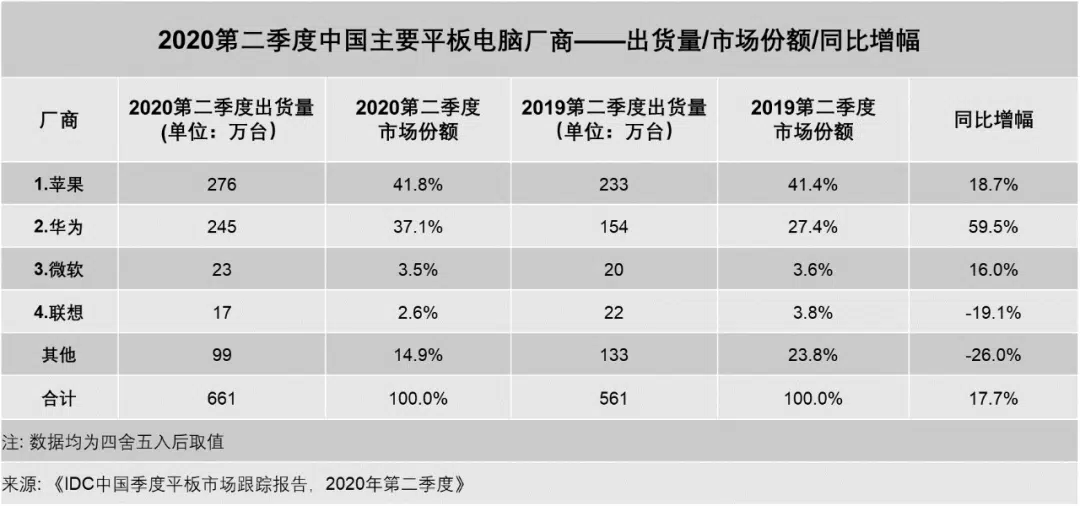 2020第二季度中国主要平板电脑厂商——出货量/市场份额/同比增幅
厂商 2020第二季度出货量(单位：万台） 2020第二季度市场份额 2019第二季度出货量（单位：万台） 2019第二季度市场份额 同比增幅
1.苹果 276 41.8% 233 41.4% 18.7%
2.华为 245 37.1% 154 27.4% 59.5%
3.微软 23 3.5% 20 3.6% 16.0%
4.联想 17 2.6% 22 3.8% -19.1%
其他 99 14.9% 133 23.8% -26.0%
合计 661 100.0% 561 100.0% 17.7%
注: 数据均为四舍五入后取值
来源: 《IDC中国季度平板市场跟踪报告，2020年第二季度》